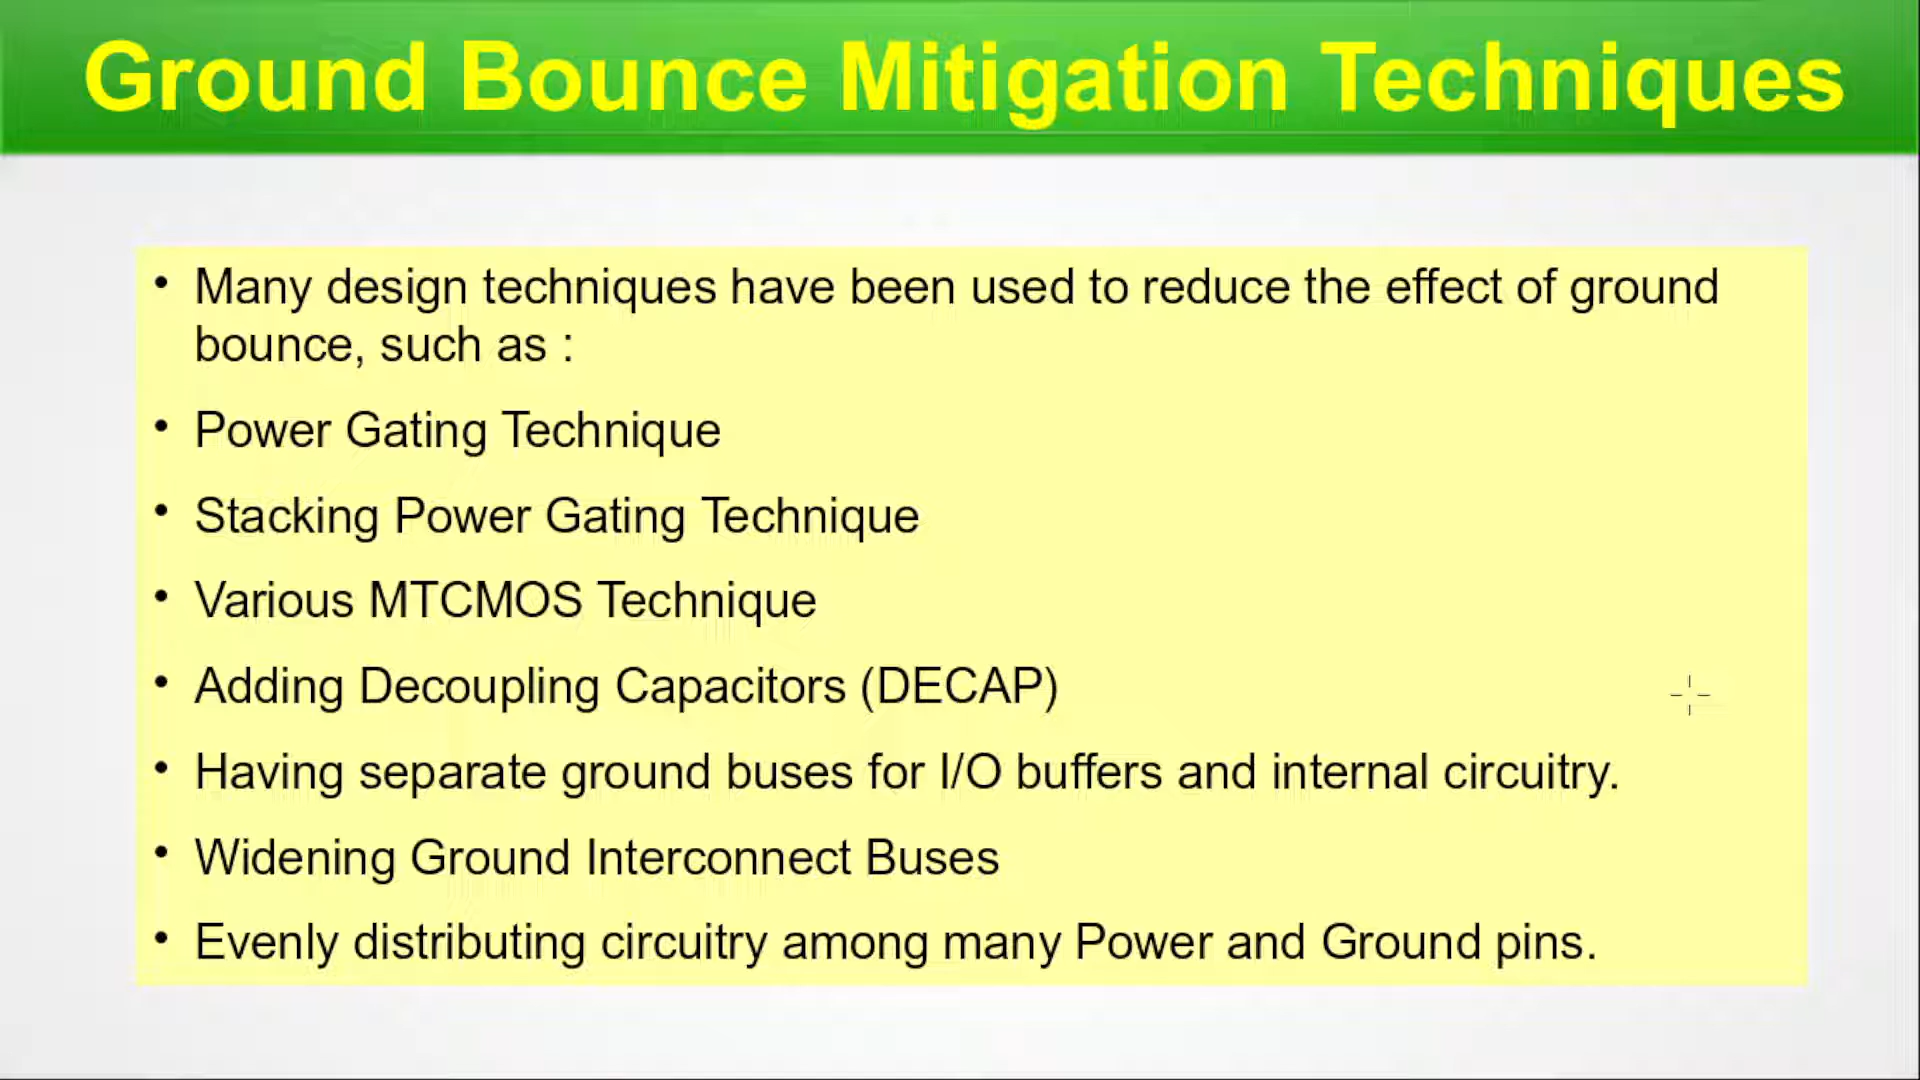 Ground Bounce Mitigation Techniques
• Many design techniques have been used to reduce the effect of ground
bounce, such as :
• Power Gating Technique
• Stacking Power Gating Technique
• Various MTCMOS Technique
• Adding Decoupling Capacitors (DECAP)
• Having separate ground buses for I/O buffers and internal circuitry.
• Widening Ground Interconnect Buses
• Evenly distributing circuitry among many Power and Ground pins.